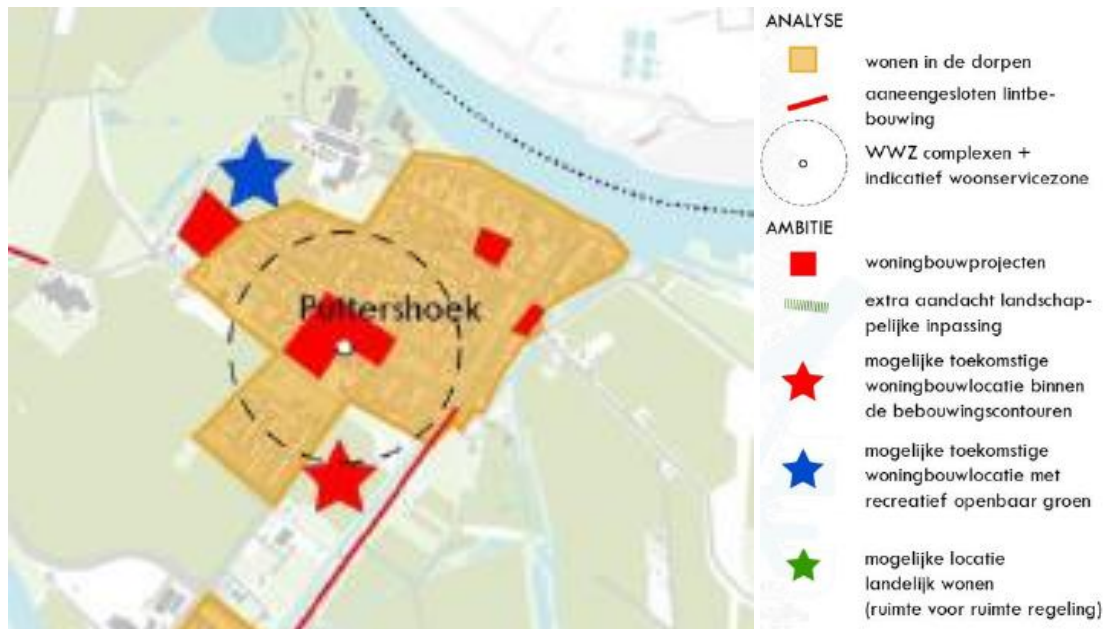 Puttershoek
ANALYSE
wonen in de dorpen
aaneengesloten lintbe-
bouwing
WWZ complexen +
indicatief woonservicezone
AMBITIE
woningbouwprojecten
extra aandacht landschap-
pelijke inpassing
mogelijke toekomstige
woningbouwlocatie binnen
de bebouwingscontouren
mogelijke toekomstige
woningbouwlocatie met
recreatief openbaar groen
mogelijke locatie
landelijk wonen
(ruimte voor ruimte regeling)